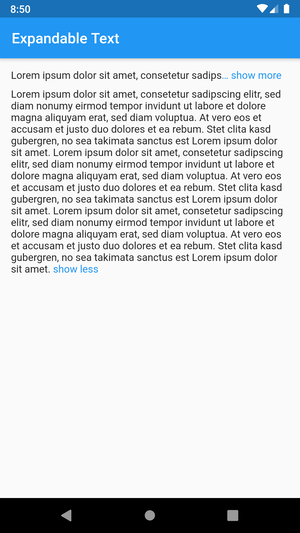 8:50
Expandable Text
Lorem ipsum dolor sit amet, consetetur sadips… show more
Lorem ipsum dolor sit amet, consetetur sadipscing elitr, sed
diam nonumy eirmod tempor invidunt ut labore et dolore
magna aliquyam erat, sed diam voluptua. At vero eos et
accusam et justo duo dolores et ea rebum. Stet clita kasd
gubergren, no sea takimata sanctus est Lorem ipsum dolor
sit amet. Lorem ipsum dolor sit amet, consetetur sadipscing
elitr, sed diam nonumy eirmod tempor invidunt ut labore et
dolore magna aliquyam erat, sed diam voluptua. At vero eos
et accusam et justo duo dolores et ea rebum. Stet clita kasd
gubergren, no sea takimata sanctus est Lorem ipsum dolor
sit amet. Lorem ipsum dolor sit amet, consetetur sadipscing
elitr, sed diam nonumy eirmod tempor invidunt ut labore et
dolore magna aliquyam erat, sed diam voluptua. At vero eos
et accusam et justo duo dolores et ea rebum. Stet clita kasd
gubergren, no sea takimata sanctus est Lorem ipsum dolor
sit amet. show less